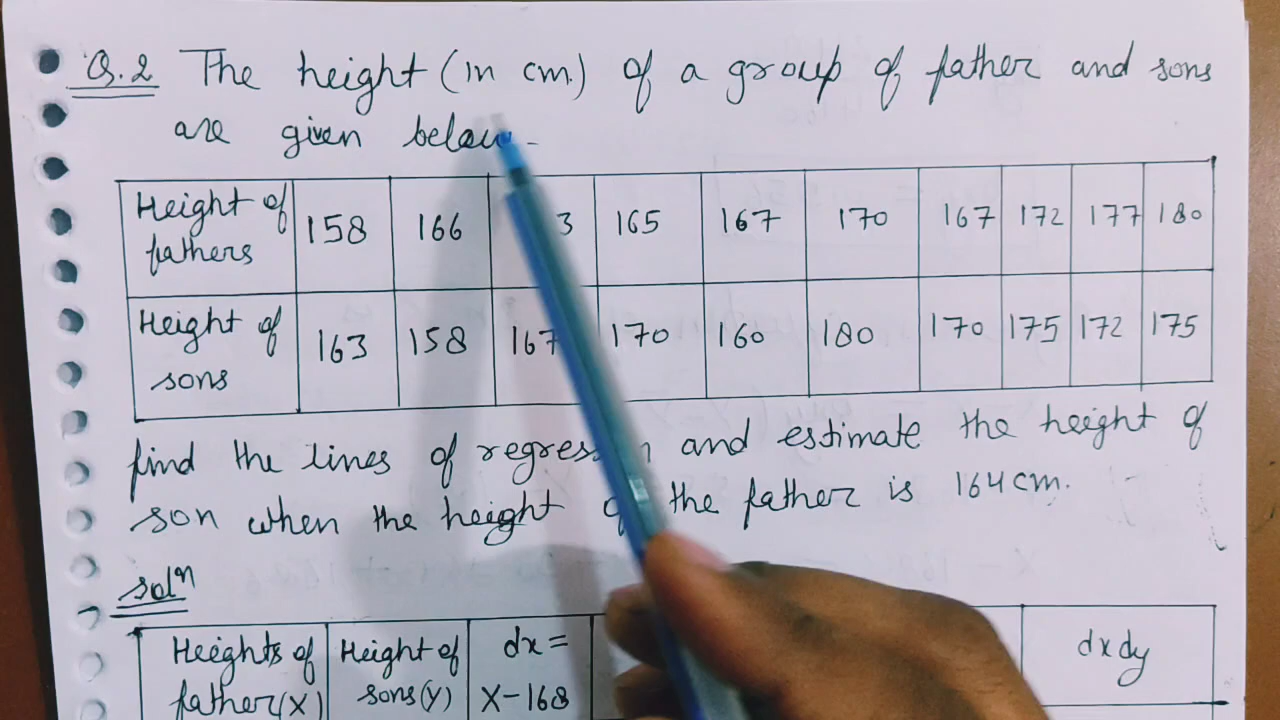 Q.2 The height (in cm.) of a group of father and sons
are given below-
Height of fathers 158 166 3 165 167 170 167 172 177 180
Height of sons 163 158 167 170 160 180 170 175 172 175
find the lines of regress n and estimate the height of
son when the height of the father is 164 cm.
solⁿ
Heights of father(X) Height of sons(Y) dx = X-168 dxdy